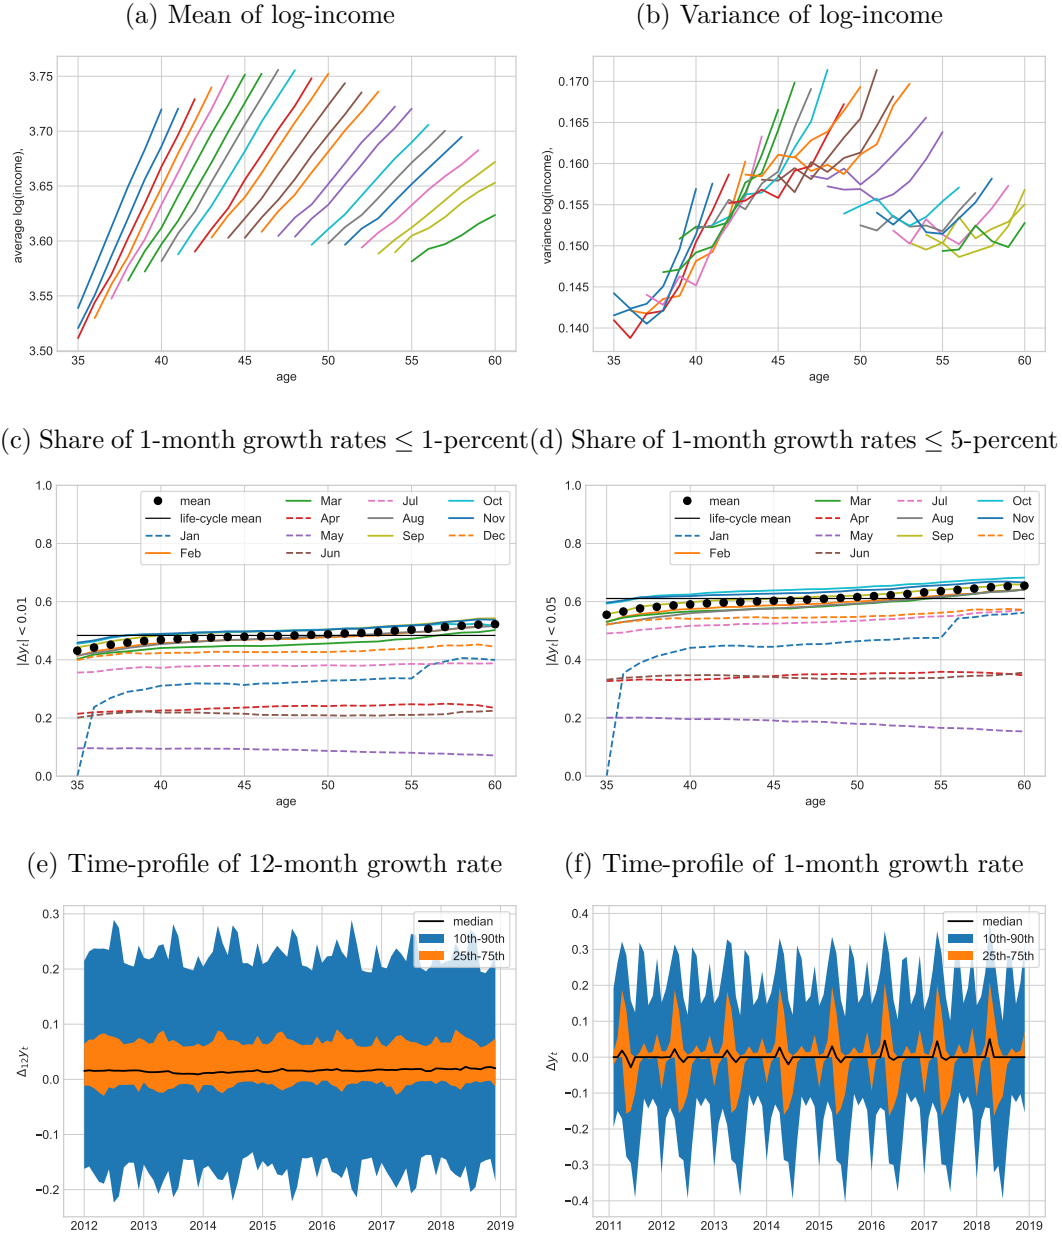 (a) Mean of log-income
(b) Variance of log-income
average log(income),
3.75
3.70
3.65
3.60
3.55
3.50
35 40 45 50 55 60
age
variance log(income),
0.170
0.165
0.160
0.155
0.150
0.145
0.140
35 40 45 50 55 60
age
(c) Share of 1-month growth rates ≤ 1-percent
(d) Share of 1-month growth rates ≤ 5-percent
|Δy_t| < 0.01
1.0
0.8
0.6
0.4
0.2
0.0
mean Mar Jul Oct
life-cycle mean Apr Aug Nov
Jan May Sep Dec
Feb Jun
35 40 45 50 55 60
age
|Δy_t| < 0.05
1.0
0.8
0.6
0.4
0.2
0.0
mean Mar Jul Oct
life-cycle mean Apr Aug Nov
Jan May Sep Dec
Feb Jun
35 40 45 50 55 60
age
(e) Time-profile of 12-month growth rate
(f) Time-profile of 1-month growth rate
Δ₁₂y_t
0.3
0.2
0.1
0.0
−0.1
−0.2
median
10th-90th
25th-75th
2012 2013 2014 2015 2016 2017 2018 2019
Δy_t
0.4
0.3
0.2
0.1
0.0
−0.1
−0.2
−0.3
−0.4
median
10th-90th
25th-75th
2011 2012 2013 2014 2015 2016 2017 2018 2019